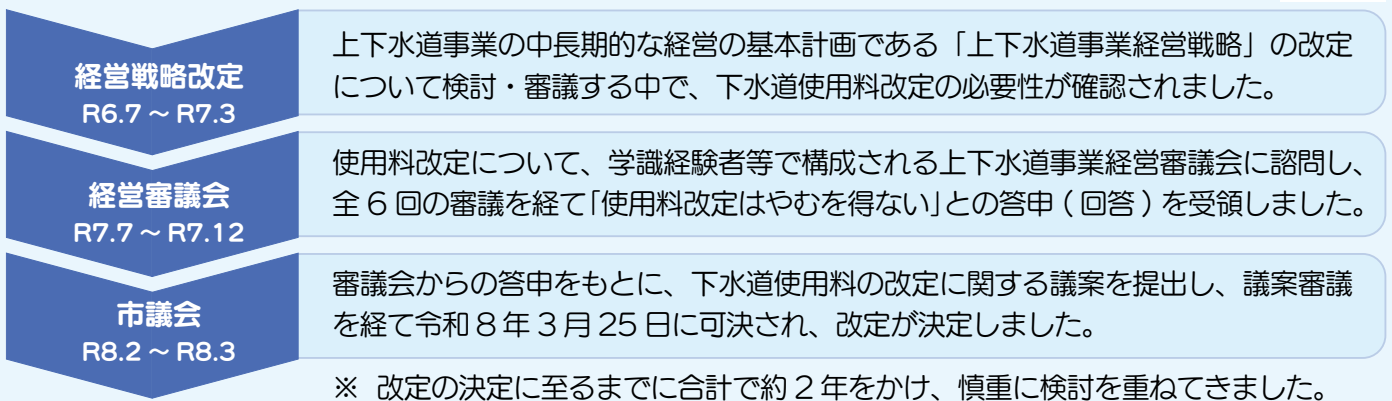 経営戦略改定
R6.7～R7.3
上下水道事業の中長期的な経営の基本計画である「上下水道事業経営戦略」の改定
について検討・審議する中で、下水道使用料改定の必要性が確認されました。
経営審議会
R7.7～R7.12
使用料改定について、学識経験者等で構成される上下水道事業経営審議会に諮問し、
全6回の審議を経て「使用料改定はやむを得ない」との答申(回答)を受領しました。
市議会
R8.2～R8.3
審議会からの答申をもとに、下水道使用料の改定に関する議案を提出し、議案審議
を経て令和8年3月25日に可決され、改定が決定しました。
※ 改定の決定に至るまでに合計で約2年をかけ、慎重に検討を重ねてきました。